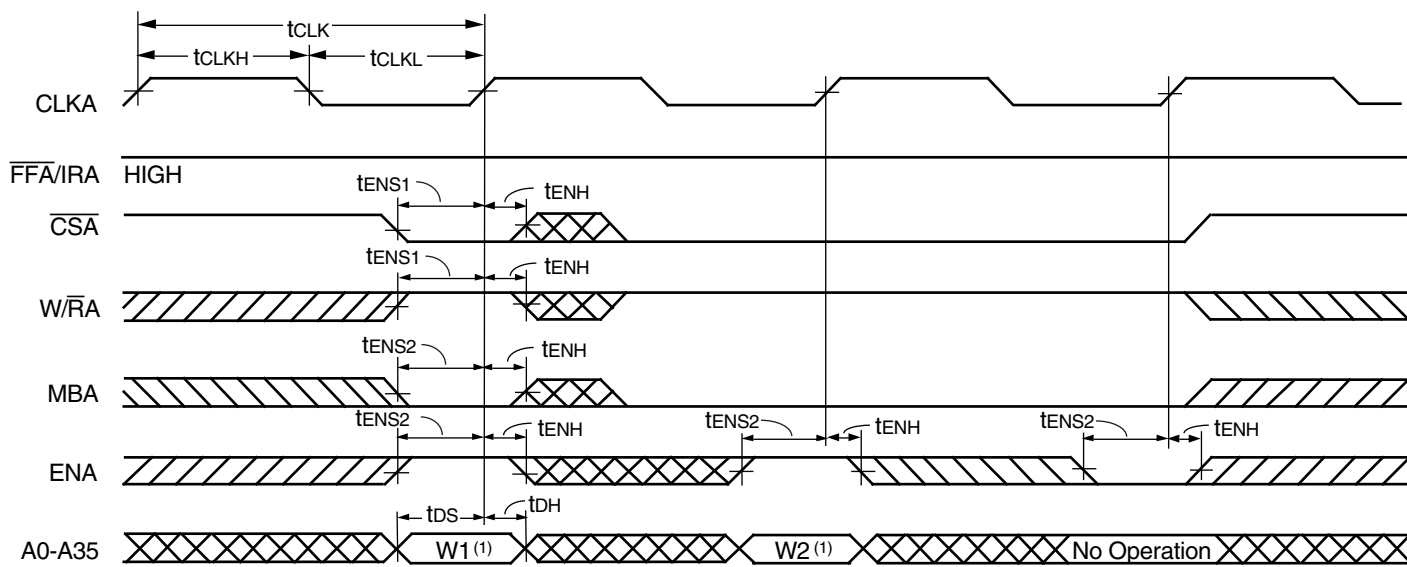 tCLK
tCLKH
tCLKL
CLKA
FFA/IRA HIGH
tENS1
tENH
CSA
tENS1
tENH
W/RA
tENS2
tENH
MBA
tENS2
tENH
tENS2
tENH
tENS2
tENH
ENA
tDS
tDH
A0-A35
W1 (1)
W2 (1)
No Operation